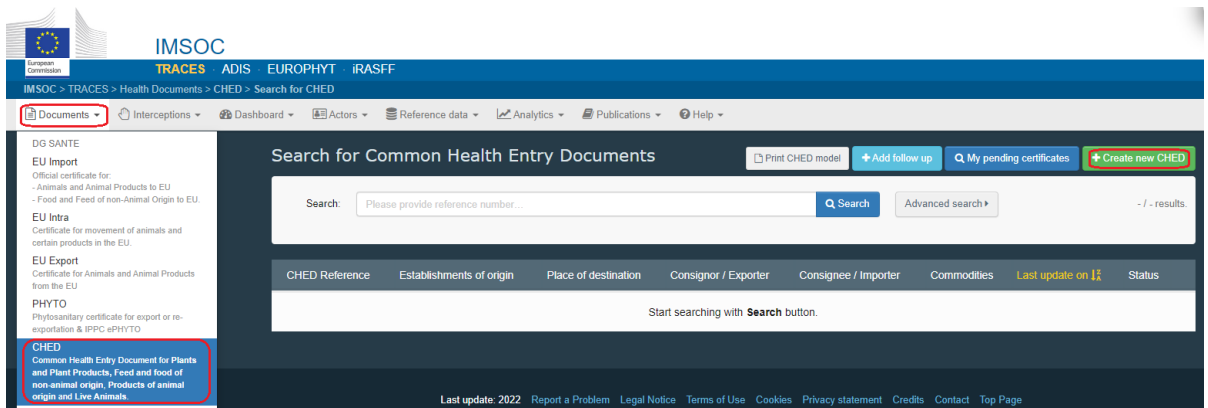 European
Commission
IMSOC
TRACES · ADIS · EUROPHYT · iRASFF
IMSOC > TRACES > Health Documents > CHED > Search for CHED
Documents Interceptions Dashboard Actors Reference data Analytics Publications Help
DG SANTE
EU Import
Official certificate for:
- Animals and Animal Products to EU
- Food and Feed of non-Animal Origin to EU.
EU Intra
Certificate for movement of animals and
certain products in the EU.
EU Export
Certificate for Animals and Animal Products
from the EU
PHYTO
Phytosanitary certificate for export or re-
exportation & IPPC ePHYTO
CHED
Common Health Entry Document for Plants
and Plant Products, Feed and food of
non-animal origin, Products of animal
origin and Live Animals.
Search for Common Health Entry Documents
Print CHED model +Add follow up My pending certificates +Create new CHED
Search: Please provide reference number... Search Advanced search - / - results.
CHED Reference Establishments of origin Place of destination Consignor / Exporter Consignee / Importer Commodities Last update on Status
Start searching with Search button.
Last update: 2022 Report a Problem Legal Notice Terms of Use Cookies Privacy statement Credits Contact Top Page